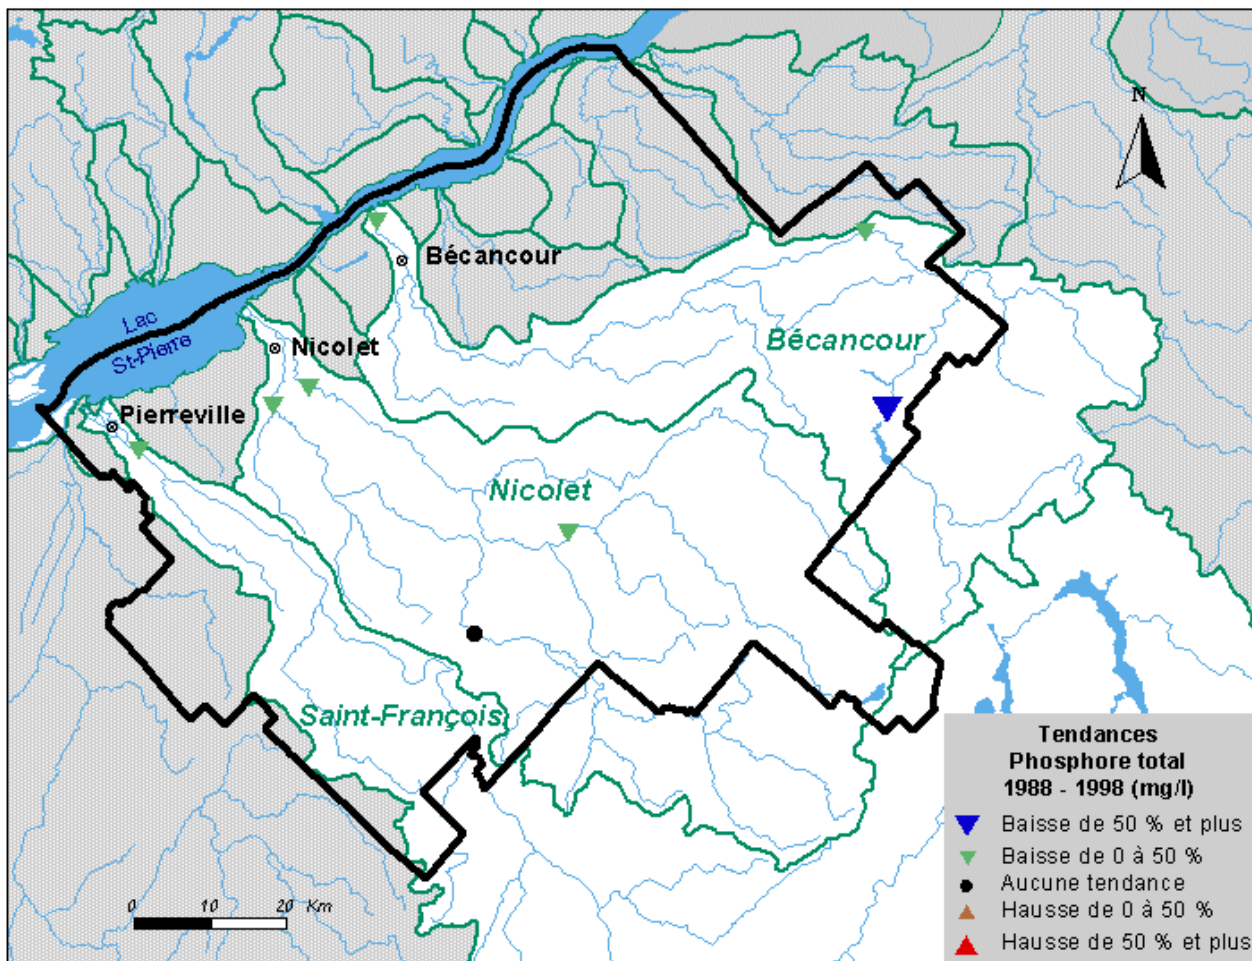 N
Bécancour
Lac
St-Pierre
Nicolet
Bécancour
Pierreville
Nicolet
Saint-François
Tendances
Phosphore total
1988 - 1998 (mg/l)
Baisse de 50 % et plus
Baisse de 0 à 50 %
Aucune tendance
Hausse de 0 à 50 %
Hausse de 50 % et plus
0 10 20 Km